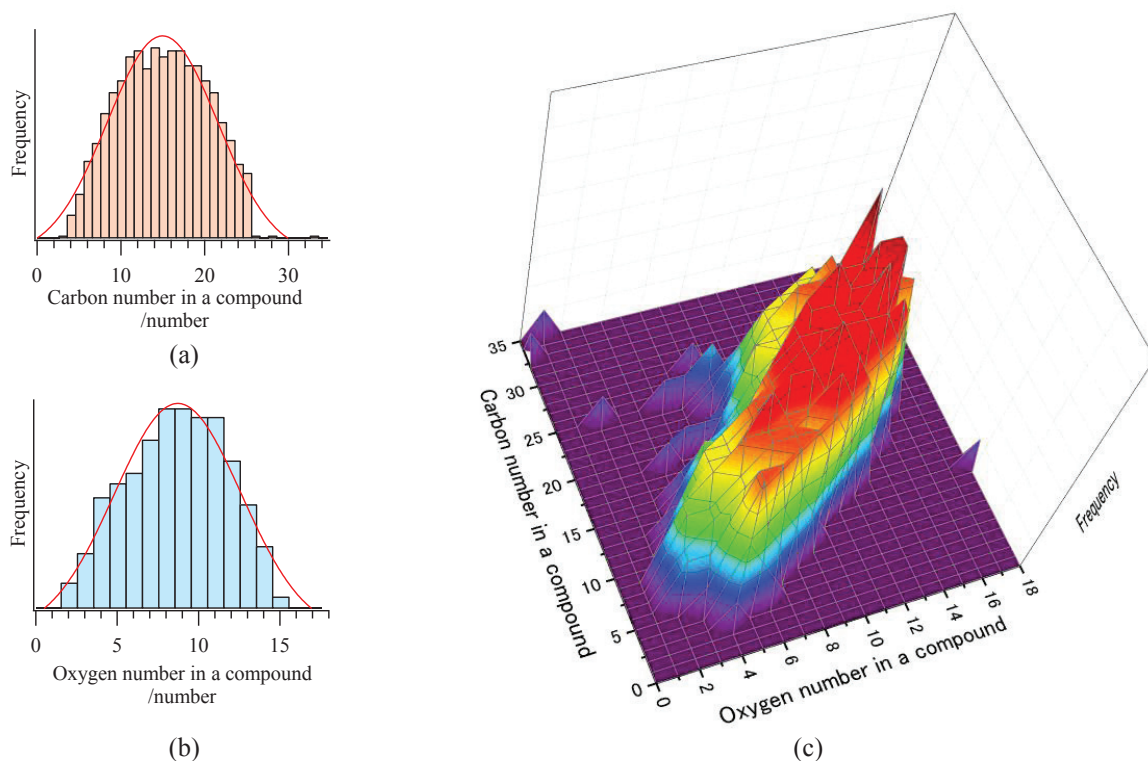 Frequency
0 10 20 30
Carbon number in a compound
/number
(a)
Frequency
0 5 10 15
Oxygen number in a compound
/number
(b)
35
30
25
20
15
10
5
0
Carbon number in a compound
0 2 4 6 8 10 12 14 16 18
Oxygen number in a compound
Frequency
(c)